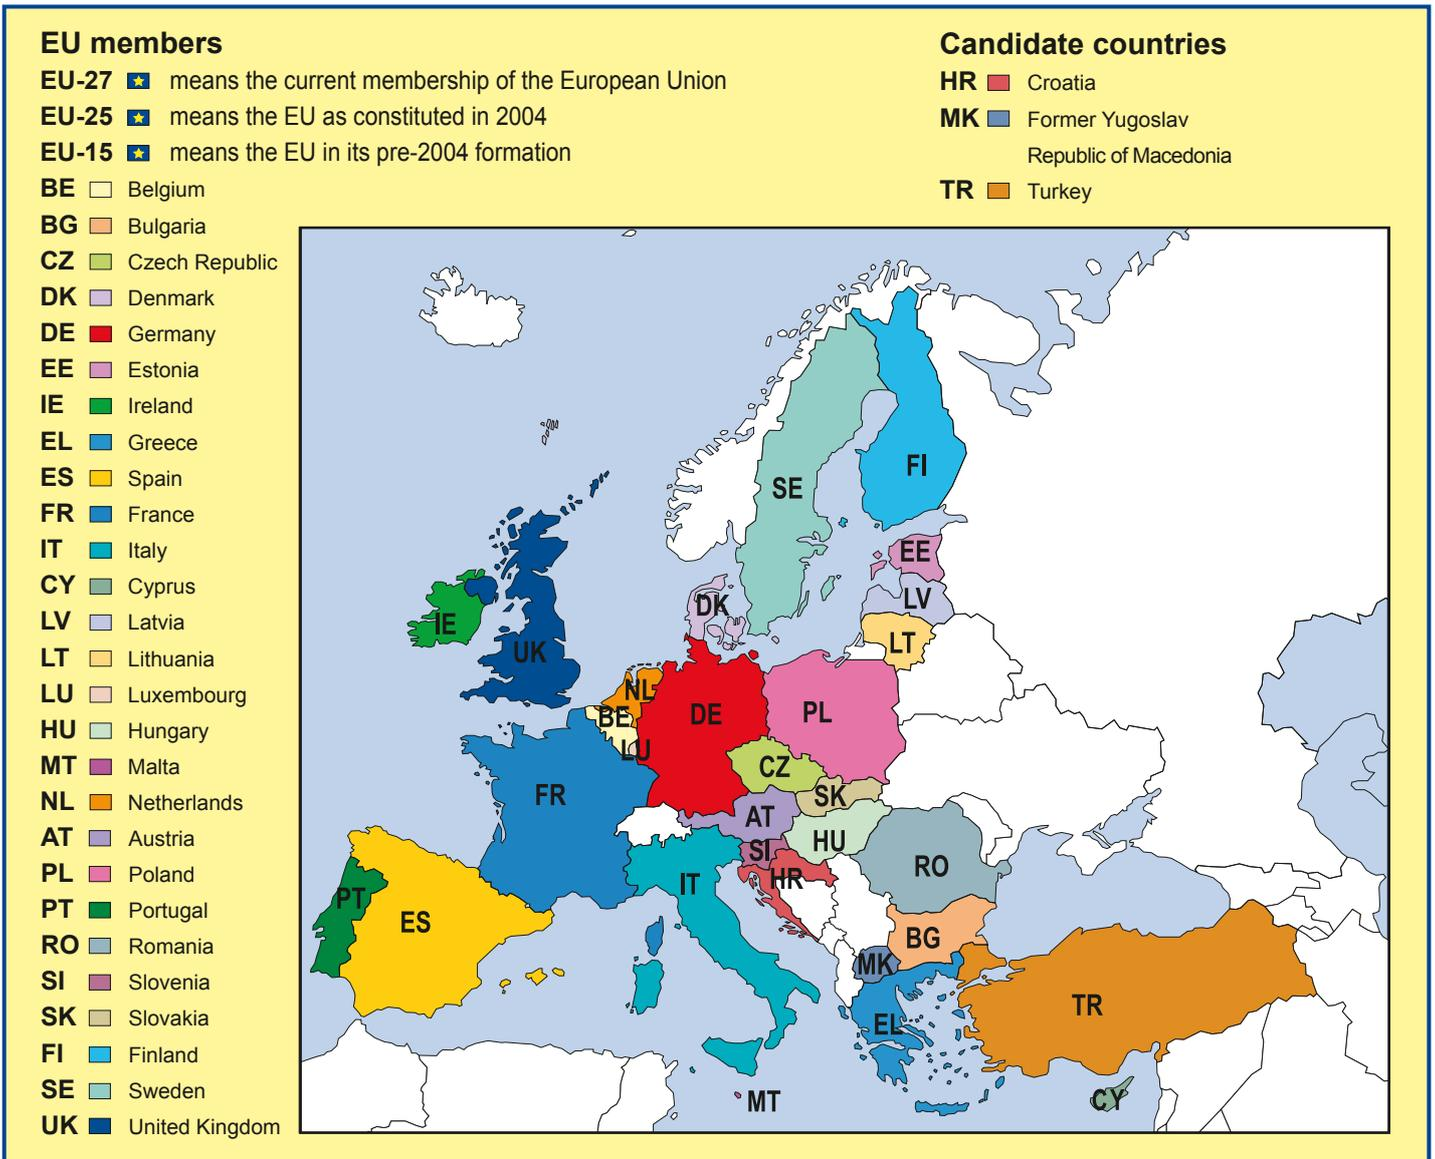 EU members
EU-27 means the current membership of the European Union
EU-25 means the EU as constituted in 2004
EU-15 means the EU in its pre-2004 formation
BE Belgium
BG Bulgaria
CZ Czech Republic
DK Denmark
DE Germany
EE Estonia
IE Ireland
EL Greece
ES Spain
FR France
IT Italy
CY Cyprus
LV Latvia
LT Lithuania
LU Luxembourg
HU Hungary
MT Malta
NL Netherlands
AT Austria
PL Poland
PT Portugal
RO Romania
SI Slovenia
SK Slovakia
FI Finland
SE Sweden
UK United Kingdom
Candidate countries
HR Croatia
MK Former Yugoslav
Republic of Macedonia
TR Turkey
FI
SE
EE
LV
DK
IE
LT
UK
NL
DE
PL
BE
LU
CZ
FR
SK
AT
HU
SI
RO
HR
IT
PT
ES
BG
MK
TR
EL
MT
CY